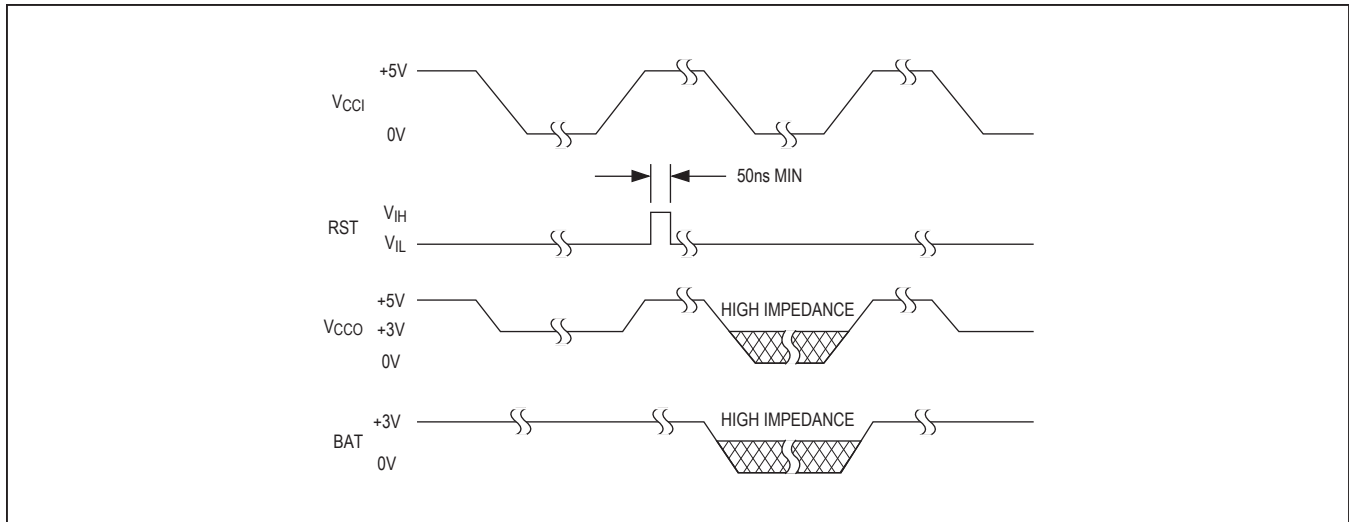 +5V
VCCI
0V
50ns MIN
VIH
RST
VIL
+5V
HIGH IMPEDANCE
VCCO
+3V
0V
+3V
HIGH IMPEDANCE
BAT
0V